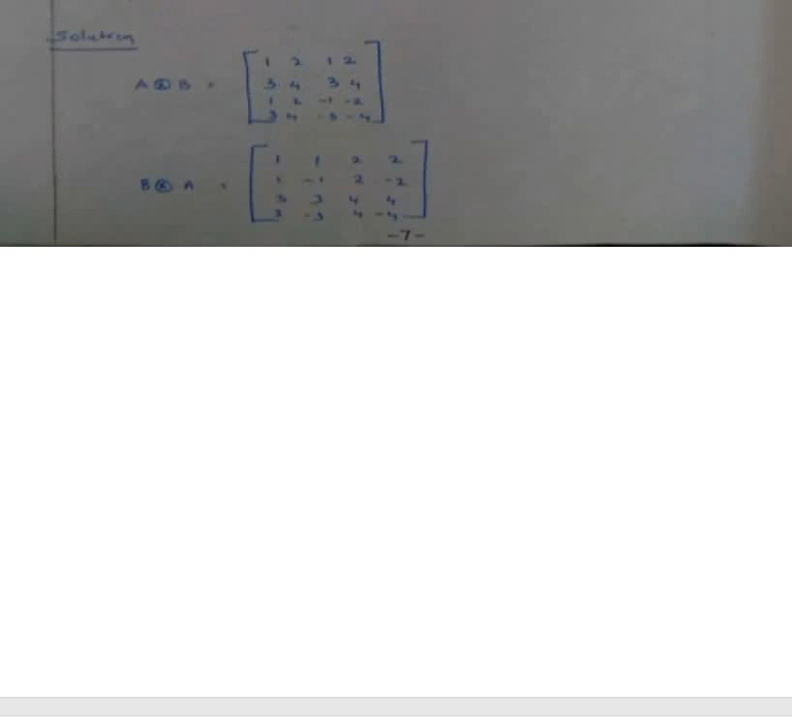 Solution
A ⊗ B = [ 1 2 1 2
3 4 3 4
1 2 -1 -2
3 4 -3 -4 ]
B ⊗ A = [ 1 1 2 2
1 -1 2 -2
3 3 4 4
3 -3 4 -4 ]
-7-